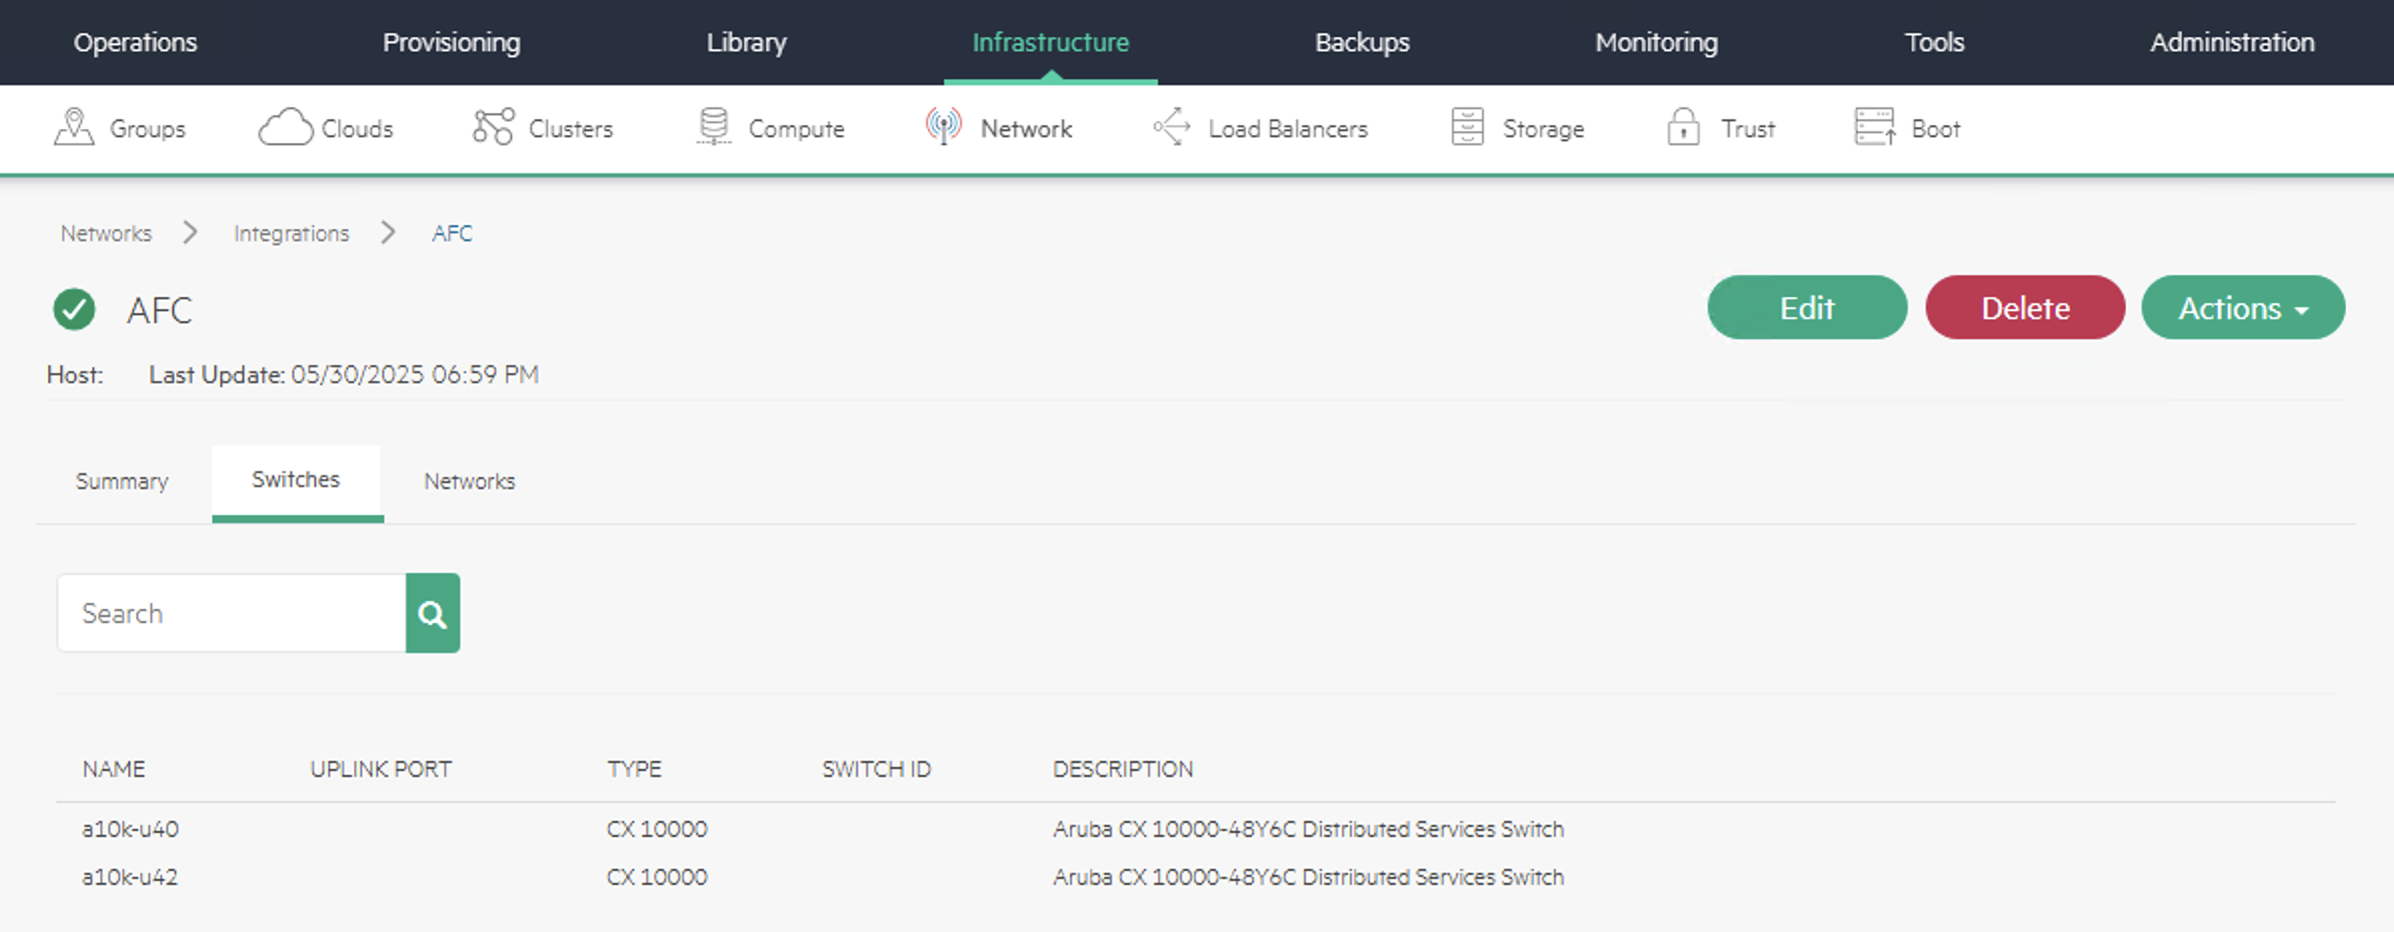 Operations Provisioning Library Infrastructure Backups Monitoring Tools Administration
Groups Clouds Clusters Compute Network Load Balancers Storage Trust Boot
Networks Integrations AFC
AFC Edit Delete Actions
Host: Last Update: 05/30/2025 06:59 PM
Summary Switches Networks
Search
NAME UPLINK PORT TYPE SWITCH ID DESCRIPTION
a10k-u40 CX 10000 Aruba CX 10000-48Y6C Distributed Services Switch
a10k-u42 CX 10000 Aruba CX 10000-48Y6C Distributed Services Switch